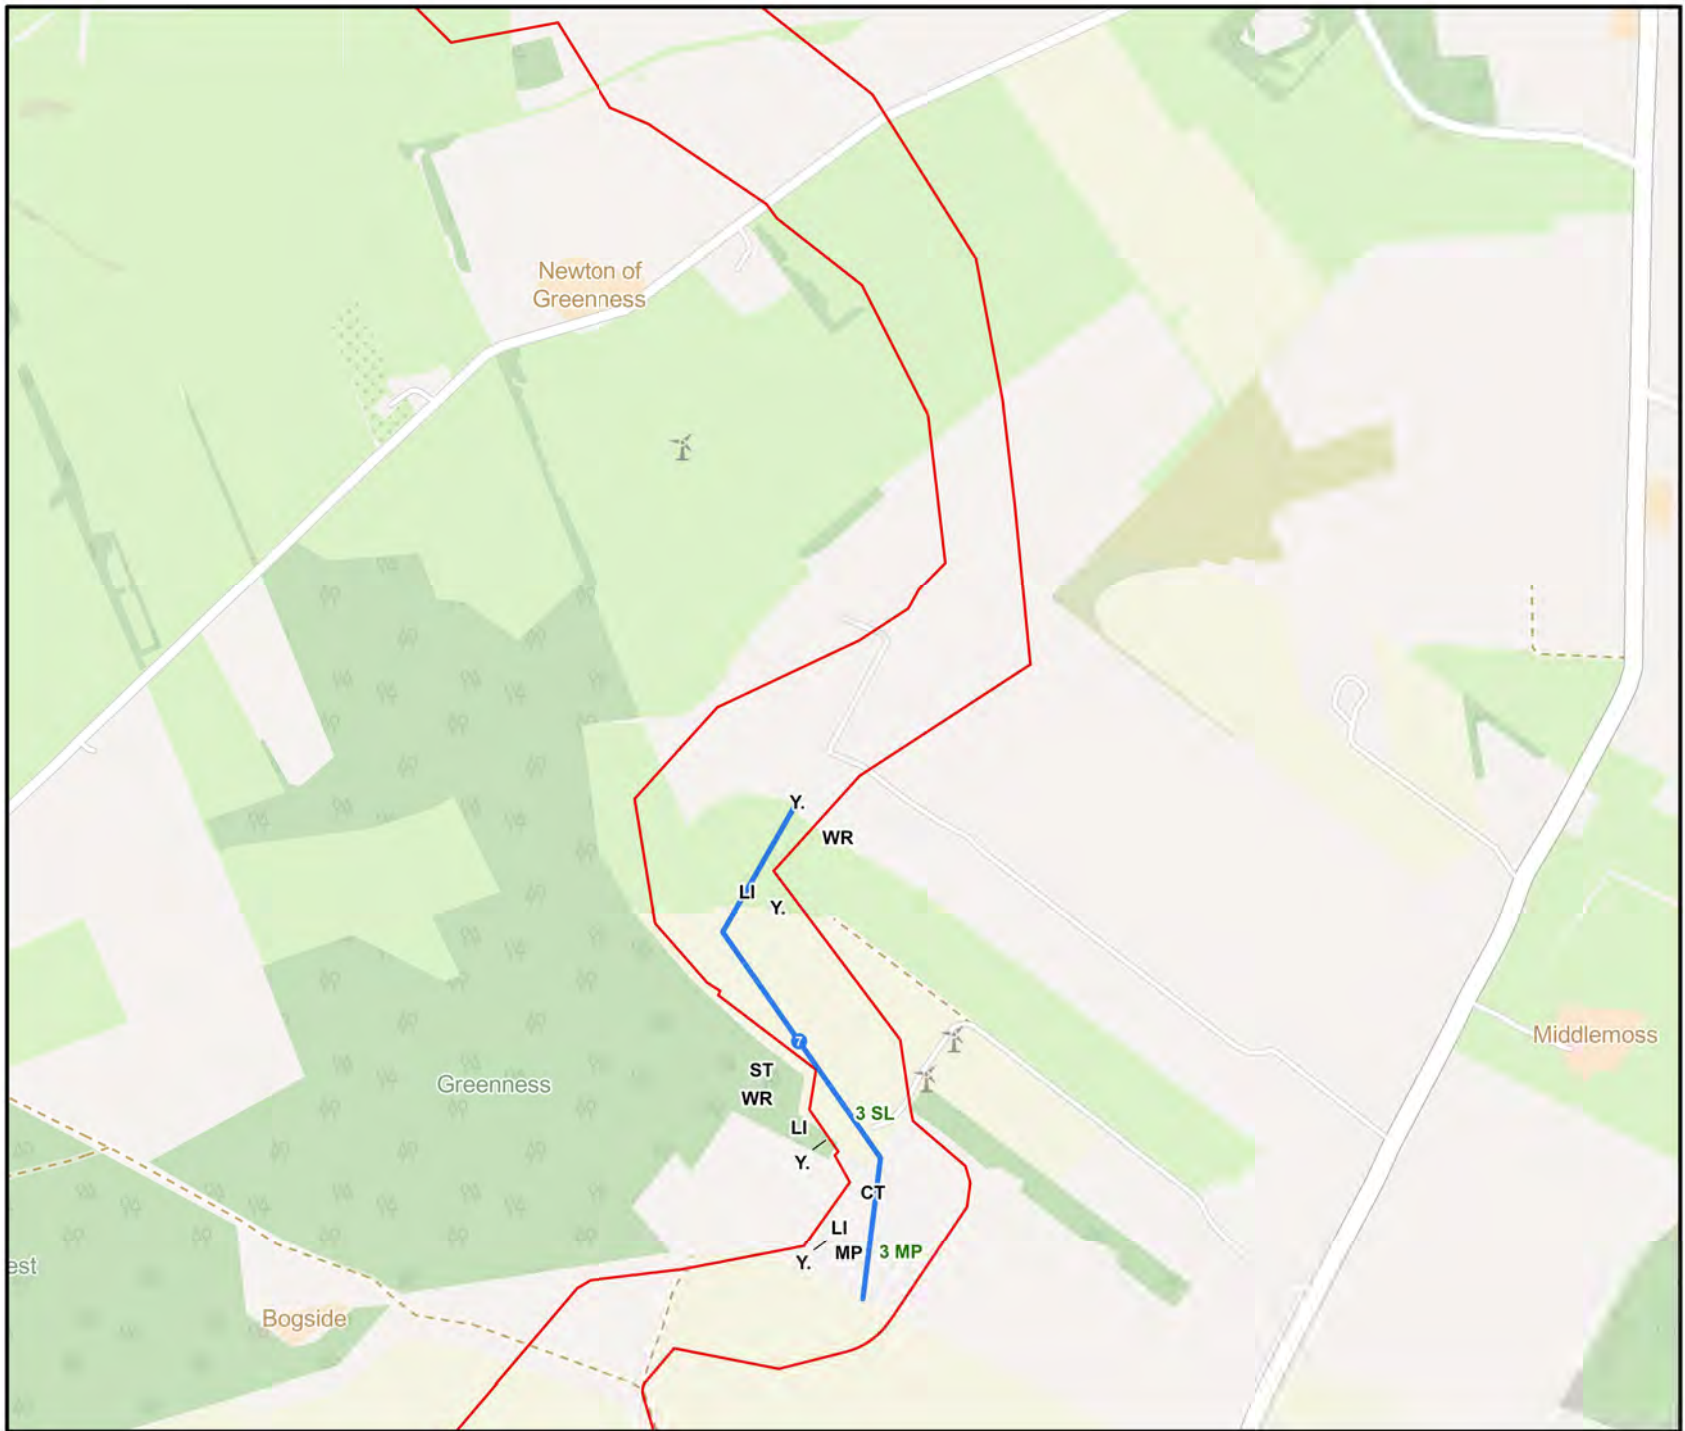 Newton of
Greenness
Y.
WR
LI
Y.
7
Middlemoss
ST
WR
Greenness
3 SL
LI
Y.
CT
LI
MP
3 MP
Y.
est
Bogside